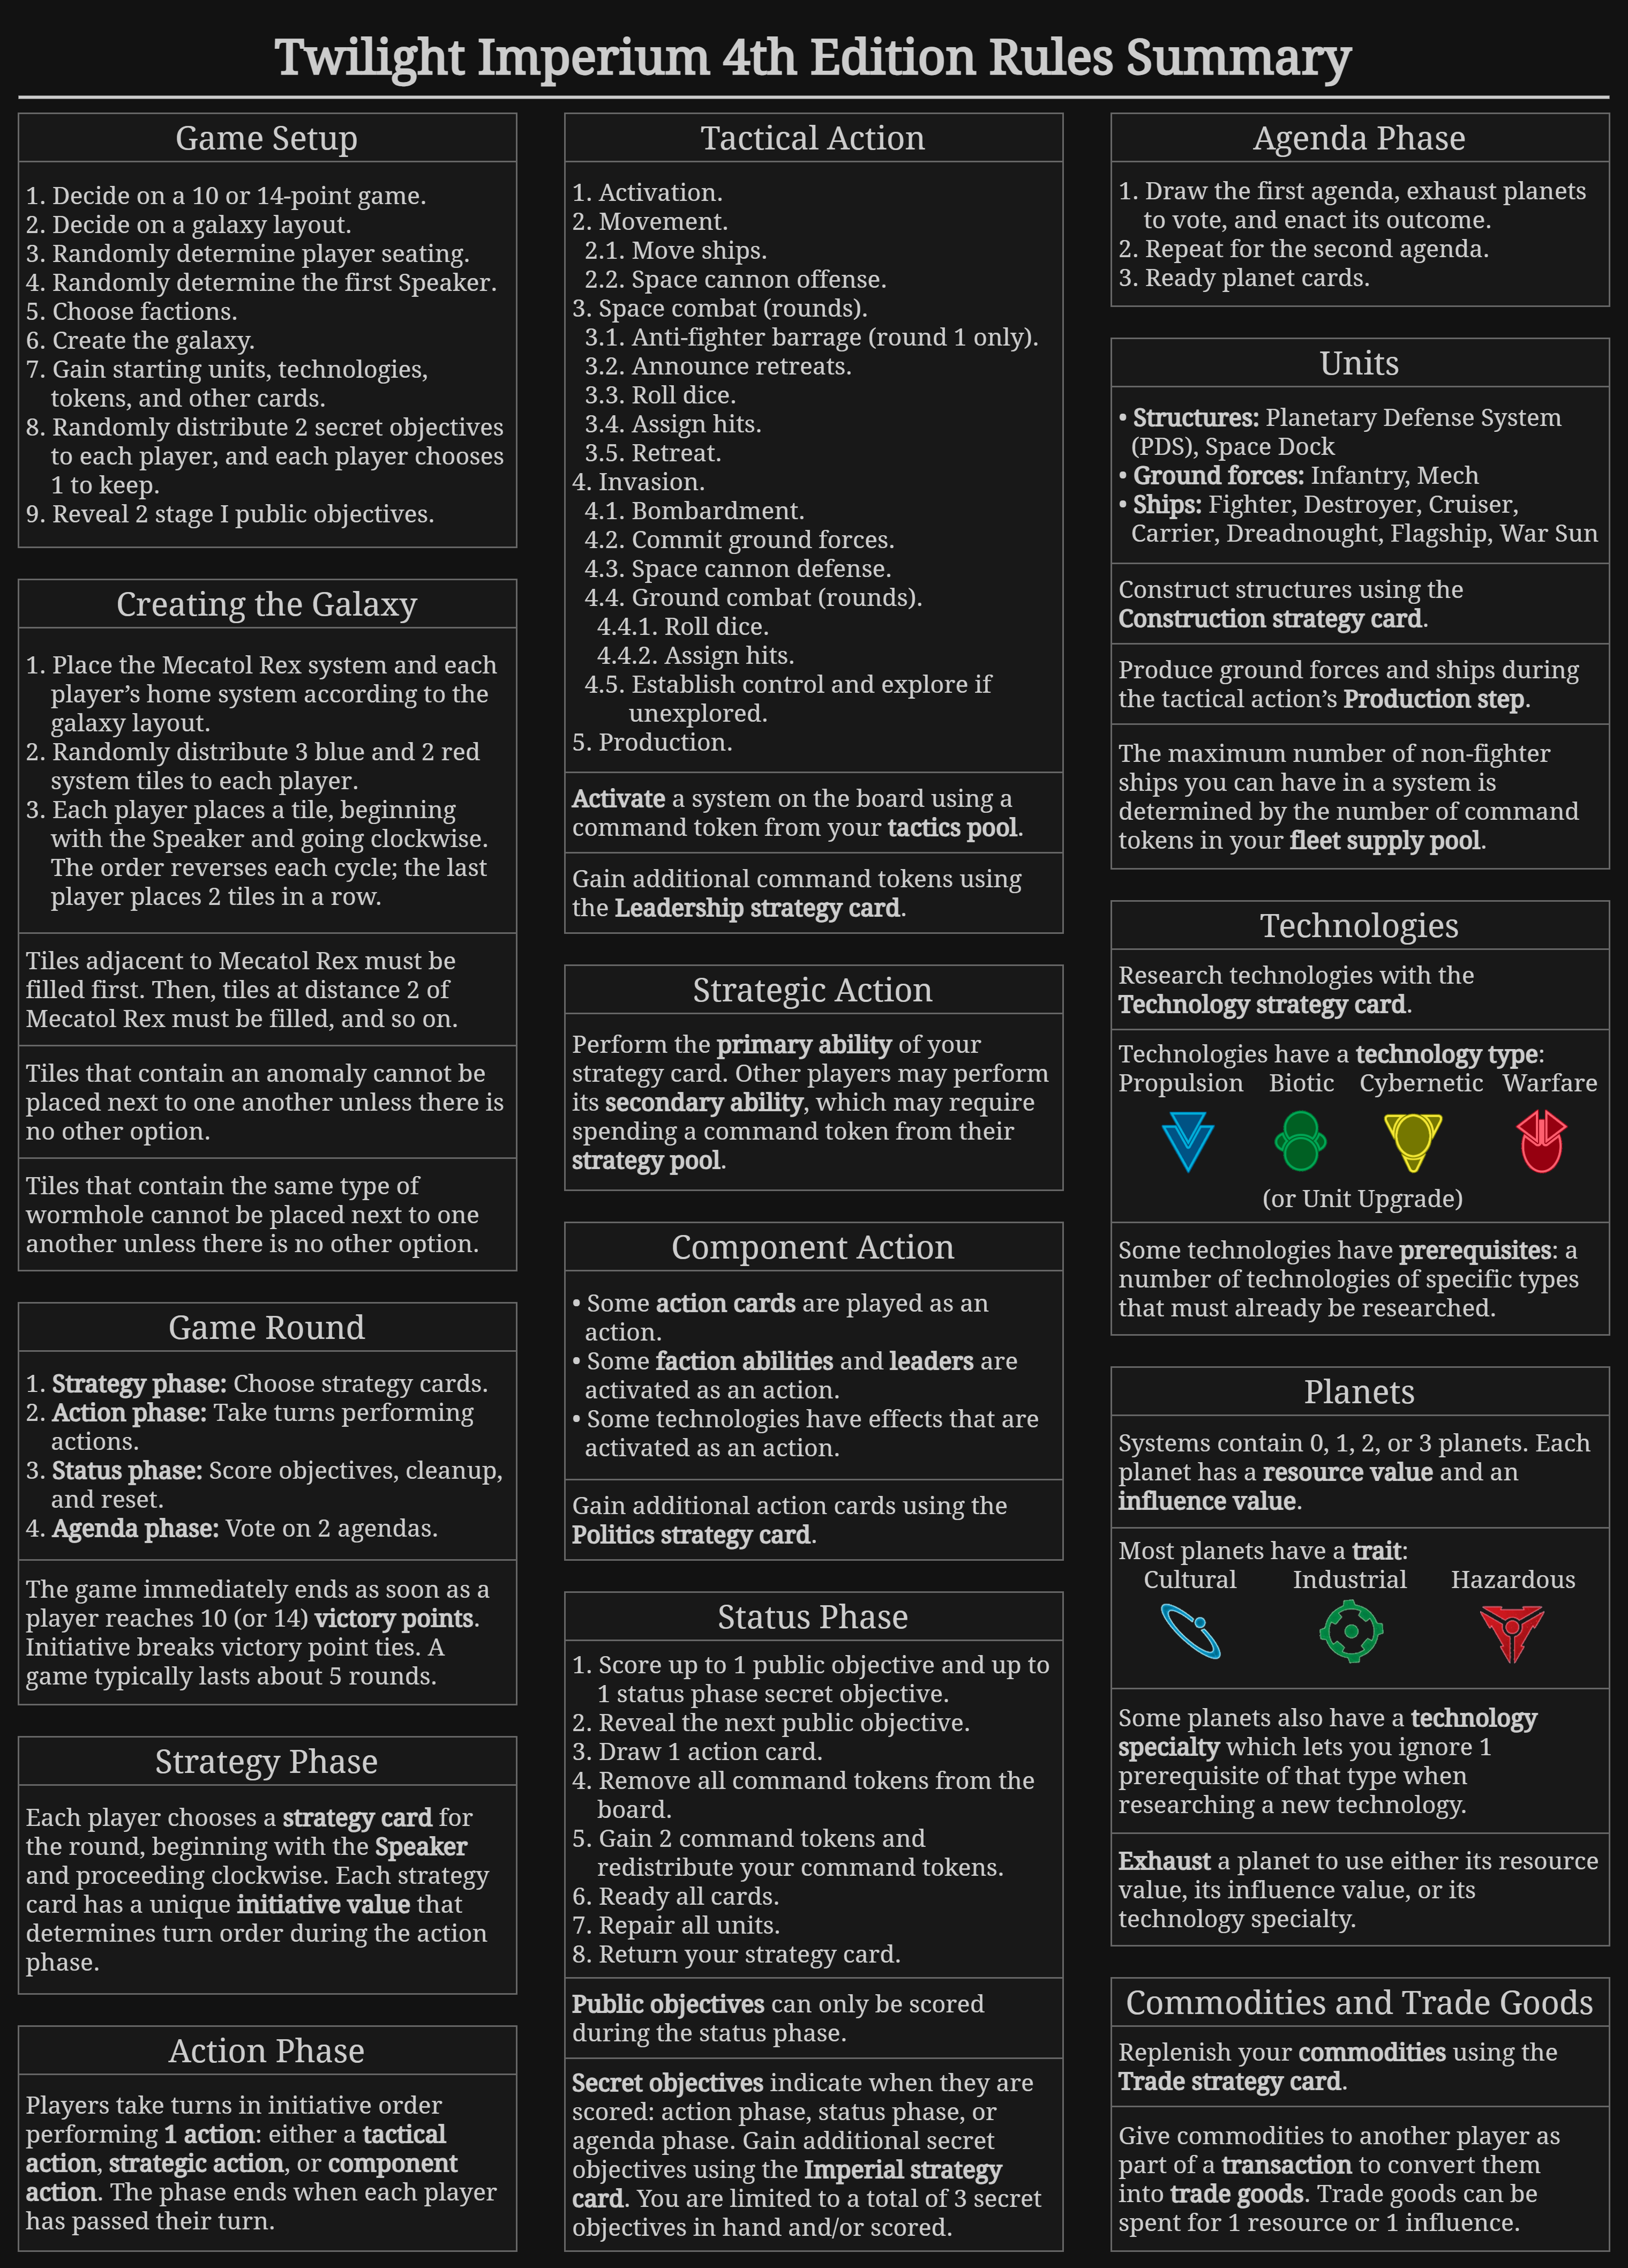 Twilight Imperium 4th Edition Rules Summary
Game Setup
1. Decide on a 10 or 14-point game.
2. Decide on a galaxy layout.
3. Randomly determine player seating.
4. Randomly determine the first Speaker.
5. Choose factions.
6. Create the galaxy.
7. Gain starting units, technologies,
tokens, and other cards.
8. Randomly distribute 2 secret objectives
to each player, and each player chooses
1 to keep.
9. Reveal 2 stage I public objectives.
Creating the Galaxy
1. Place the Mecatol Rex system and each
player’s home system according to the
galaxy layout.
2. Randomly distribute 3 blue and 2 red
system tiles to each player.
3. Each player places a tile, beginning
with the Speaker and going clockwise.
The order reverses each cycle; the last
player places 2 tiles in a row.
Tiles adjacent to Mecatol Rex must be
filled first. Then, tiles at distance 2 of
Mecatol Rex must be filled, and so on.
Tiles that contain an anomaly cannot be
placed next to one another unless there is
no other option.
Tiles that contain the same type of
wormhole cannot be placed next to one
another unless there is no other option.
Game Round
1. Strategy phase: Choose strategy cards.
2. Action phase: Take turns performing
actions.
3. Status phase: Score objectives, cleanup,
and reset.
4. Agenda phase: Vote on 2 agendas.
The game immediately ends as soon as a
player reaches 10 (or 14) victory points.
Initiative breaks victory point ties. A
game typically lasts about 5 rounds.
Strategy Phase
Each player chooses a strategy card for
the round, beginning with the Speaker
and proceeding clockwise. Each strategy
card has a unique initiative value that
determines turn order during the action
phase.
Action Phase
Players take turns in initiative order
performing 1 action: either a tactical
action, strategic action, or component
action. The phase ends when each player
has passed their turn.
Tactical Action
1. Activation.
2. Movement.
2.1. Move ships.
2.2. Space cannon offense.
3. Space combat (rounds).
3.1. Anti-fighter barrage (round 1 only).
3.2. Announce retreats.
3.3. Roll dice.
3.4. Assign hits.
3.5. Retreat.
4. Invasion.
4.1. Bombardment.
4.2. Commit ground forces.
4.3. Space cannon defense.
4.4. Ground combat (rounds).
4.4.1. Roll dice.
4.4.2. Assign hits.
4.5. Establish control and explore if
unexplored.
5. Production.
Activate a system on the board using a
command token from your tactics pool.
Gain additional command tokens using
the Leadership strategy card.
Strategic Action
Perform the primary ability of your
strategy card. Other players may perform
its secondary ability, which may require
spending a command token from their
strategy pool.
Component Action
• Some action cards are played as an
action.
• Some faction abilities and leaders are
activated as an action.
• Some technologies have effects that are
activated as an action.
Gain additional action cards using the
Politics strategy card.
Status Phase
1. Score up to 1 public objective and up to
1 status phase secret objective.
2. Reveal the next public objective.
3. Draw 1 action card.
4. Remove all command tokens from the
board.
5. Gain 2 command tokens and
redistribute your command tokens.
6. Ready all cards.
7. Repair all units.
8. Return your strategy card.
Public objectives can only be scored
during the status phase.
Secret objectives indicate when they are
scored: action phase, status phase, or
agenda phase. Gain additional secret
objectives using the Imperial strategy
card. You are limited to a total of 3 secret
objectives in hand and/or scored.
Agenda Phase
1. Draw the first agenda, exhaust planets
to vote, and enact its outcome.
2. Repeat for the second agenda.
3. Ready planet cards.
Units
• Structures: Planetary Defense System
(PDS), Space Dock
• Ground forces: Infantry, Mech
• Ships: Fighter, Destroyer, Cruiser,
Carrier, Dreadnought, Flagship, War Sun
Construct structures using the
Construction strategy card.
Produce ground forces and ships during
the tactical action’s Production step.
The maximum number of non-fighter
ships you can have in a system is
determined by the number of command
tokens in your fleet supply pool.
Technologies
Research technologies with the
Technology strategy card.
Technologies have a technology type:
Propulsion Biotic Cybernetic Warfare
(or Unit Upgrade)
Some technologies have prerequisites: a
number of technologies of specific types
that must already be researched.
Planets
Systems contain 0, 1, 2, or 3 planets. Each
planet has a resource value and an
influence value.
Most planets have a trait:
Cultural Industrial Hazardous
Some planets also have a technology
specialty which lets you ignore 1
prerequisite of that type when
researching a new technology.
Exhaust a planet to use either its resource
value, its influence value, or its
technology specialty.
Commodities and Trade Goods
Replenish your commodities using the
Trade strategy card.
Give commodities to another player as
part of a transaction to convert them
into trade goods. Trade goods can be
spent for 1 resource or 1 influence.